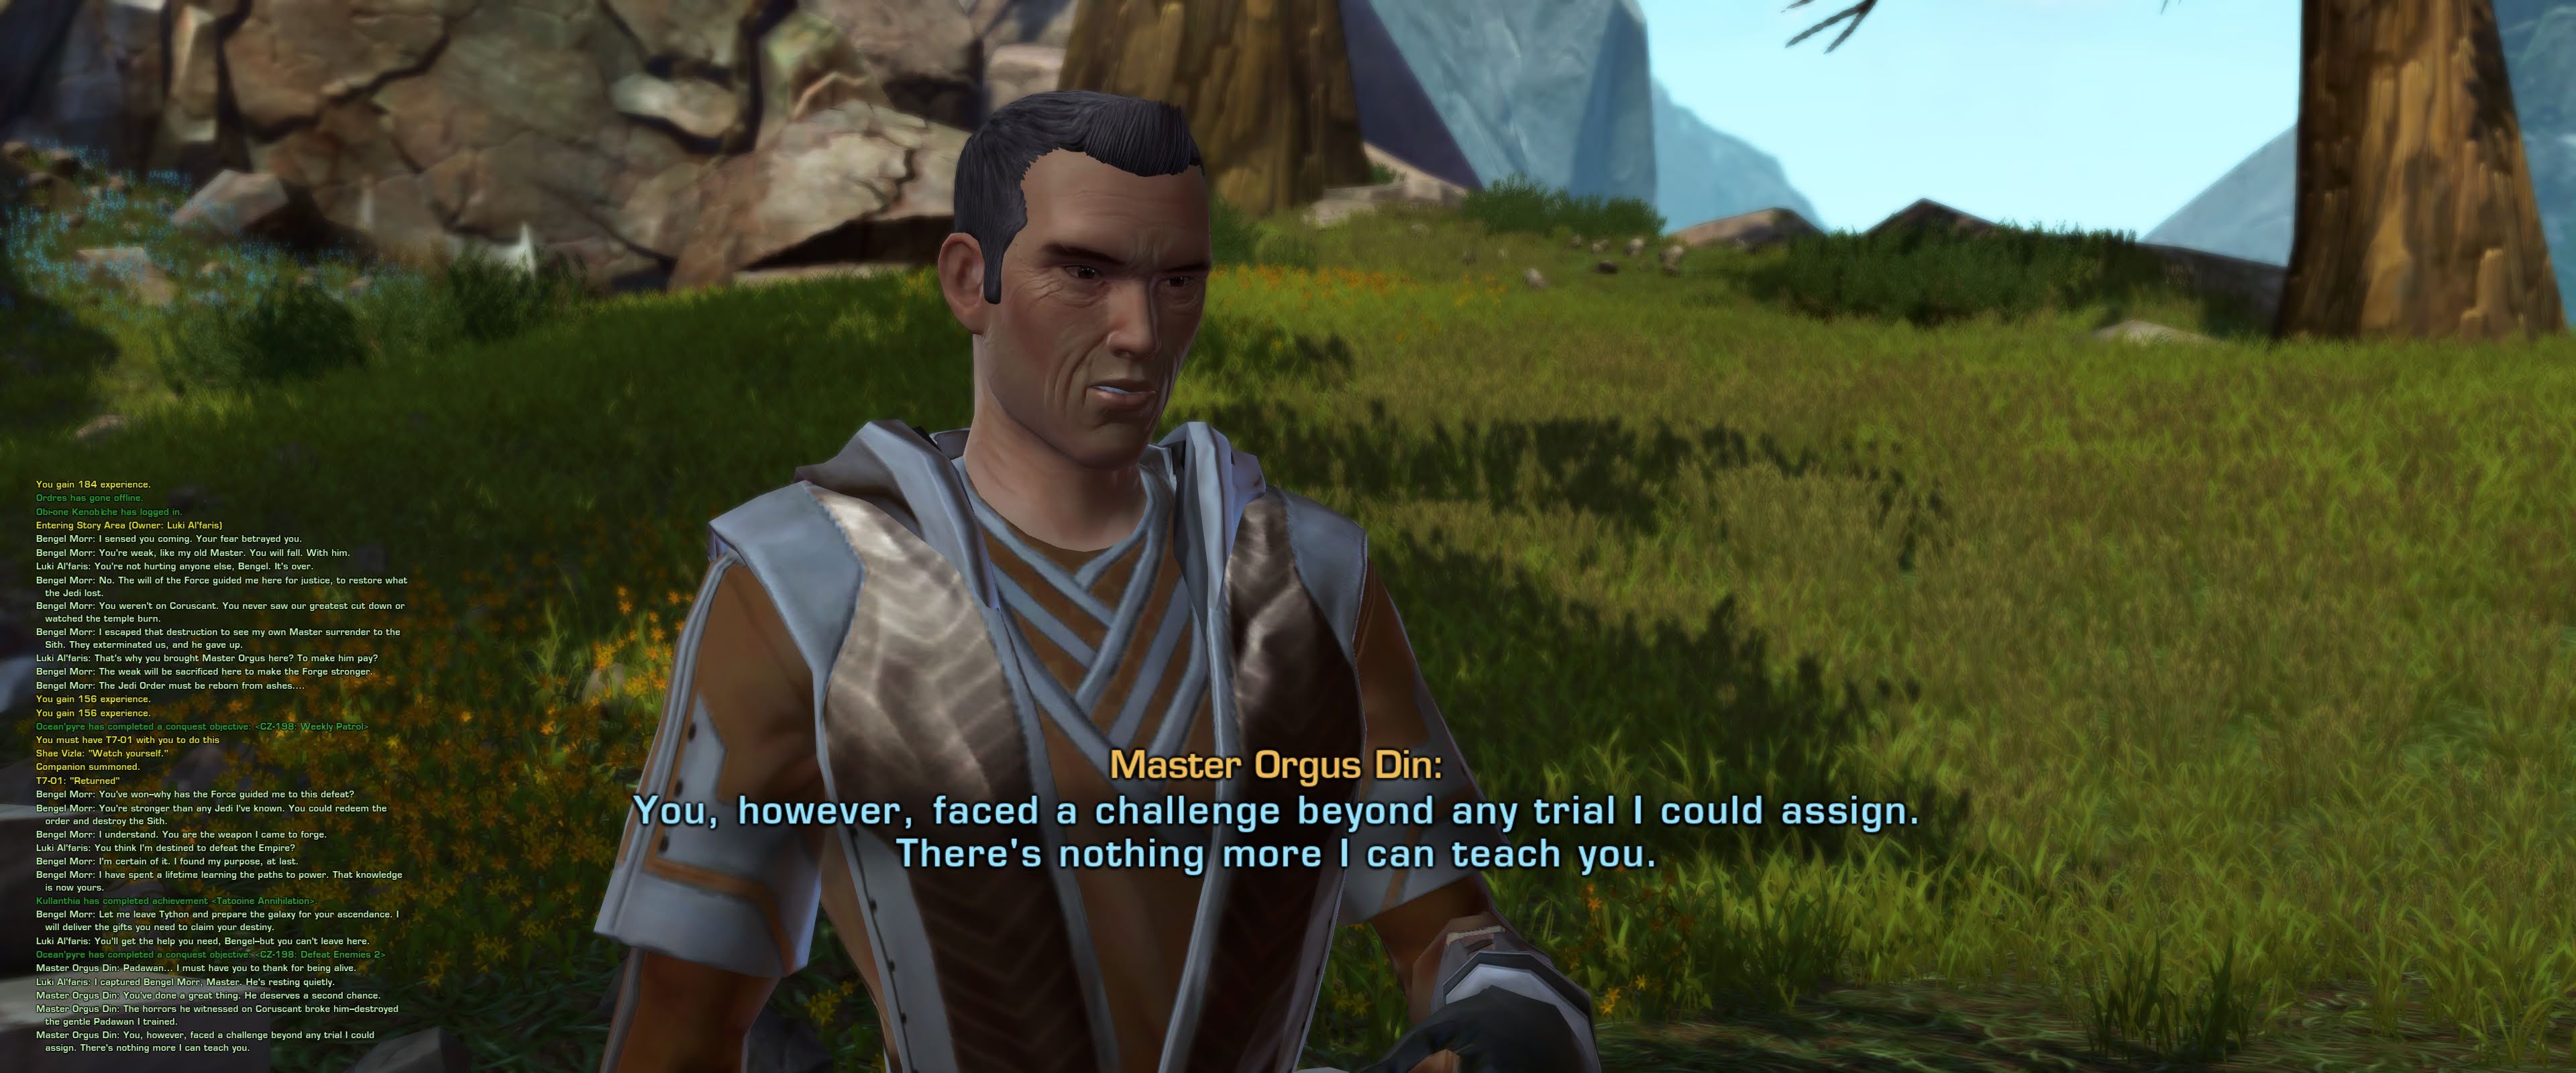 You gain 184 experience.
Ordres has gone offline.
Obi-one Kenobiche has logged in.
Entering Story Area (Owner: Luki Al'faris)
Bengel Morr: I sensed you coming. Your fear betrayed you.
Bengel Morr: You're weak, like my old Master. You will fall. With him.
Luki Al'faris: You're not hurting anyone else, Bengel. It's over.
Bengel Morr: No. The will of the Force guided me here for justice, to restore what
the Jedi lost.
Bengel Morr: You weren't on Coruscant. You never saw our greatest cut down or
watched the temple burn.
Bengel Morr: I escaped that destruction to see my own Master surrender to the
Sith. They exterminated us, and he gave up.
Luki Al'faris: That's why you brought Master Orgus here? To make him pay?
Bengel Morr: The weak will be sacrificed here to make the Forge stronger.
Bengel Morr: The Jedi Order must be reborn from ashes....
You gain 156 experience.
You gain 156 experience.
Ocean'pyre has completed a conquest objective: <CZ-198: Weekly Patrol>
You must have T7-01 with you to do this
Shae Vizla: "Watch yourself."
Companion summoned.
T7-01: "Returned"
Bengel Morr: You've won—why has the Force guided me to this defeat?
Bengel Morr: You're stronger than any Jedi I've known. You could redeem the
order and destroy the Sith.
Bengel Morr: I understand. You are the weapon I came to forge.
Luki Al'faris: You think I'm destined to defeat the Empire?
Bengel Morr: I'm certain of it. I found my purpose, at last.
Bengel Morr: I have spent a lifetime learning the paths to power. That knowledge
is now yours.
Kullanthia has completed achievement <Tatooine Annihilation>
Bengel Morr: Let me leave Tython and prepare the galaxy for your ascendance. I
will deliver the gifts you need to claim your destiny.
Luki Al'faris: You'll get the help you need, Bengel—but you can't leave here.
Ocean'pyre has completed a conquest objective: <CZ-198: Defeat Enemies 2>
Master Orgus Din: Padawan... I must have you to thank for being alive.
Luki Al'faris: I captured Bengel Morr, Master. He's resting quietly.
Master Orgus Din: You've done a great thing. He deserves a second chance.
Master Orgus Din: The horrors he witnessed on Coruscant broke him—destroyed
the gentle Padawan I trained.
Master Orgus Din: You, however, faced a challenge beyond any trial I could
assign. There's nothing more I can teach you.
Master Orgus Din:
You, however, faced a challenge beyond any trial I could assign.
There's nothing more I can teach you.